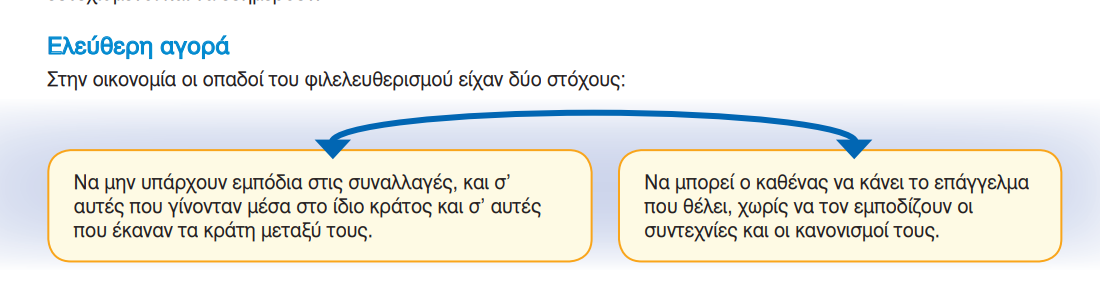 Ελεύθερη αγορά
Στην οικονομία οι οπαδοί του φιλελευθερισμού είχαν δύο στόχους:
Να μην υπάρχουν εμπόδια στις συναλλαγές, και σ’
αυτές που γίνονταν μέσα στο ίδιο κράτος και σ’ αυτές
που έκαναν τα κράτη μεταξύ τους.
Να μπορεί ο καθένας να κάνει το επάγγελμα
που θέλει, χωρίς να τον εμποδίζουν οι
συντεχνίες και οι κανονισμοί τους.